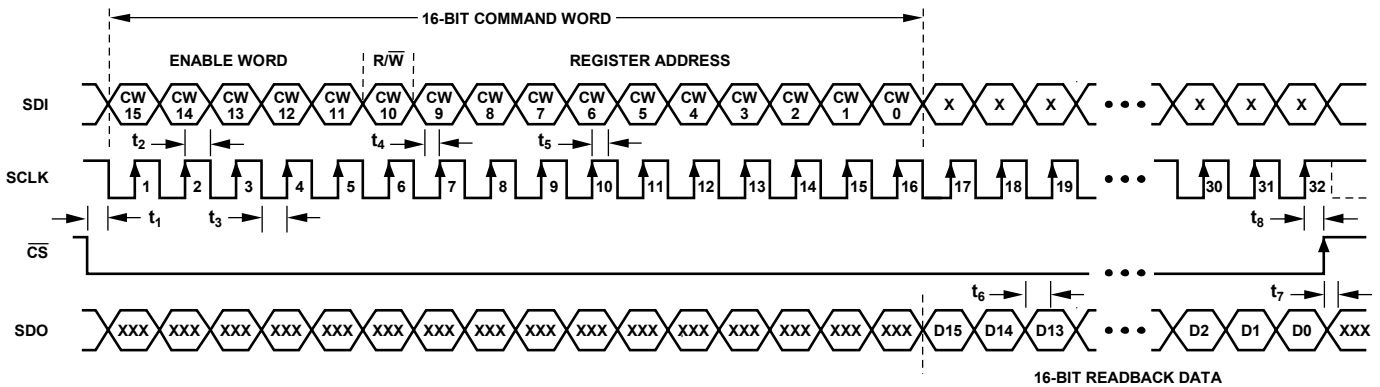 16-BIT COMMAND WORD
ENABLE WORD R/W̅ REGISTER ADDRESS
SDI CW 15 CW 14 CW 13 CW 12 CW 11 CW 10 CW 9 CW 8 CW 7 CW 6 CW 5 CW 4 CW 3 CW 2 CW 1 CW 0 X X X X X X
t2 t4 t5
SCLK 1 2 3 4 5 6 7 8 9 10 11 12 13 14 15 16 17 18 19 30 31 32
t1 t3 t8
C̅S̅
t6 t7
SDO XXX XXX XXX XXX XXX XXX XXX XXX XXX XXX XXX XXX XXX XXX XXX XXX D15 D14 D13 D2 D1 D0 XXX
16-BIT READBACK DATA